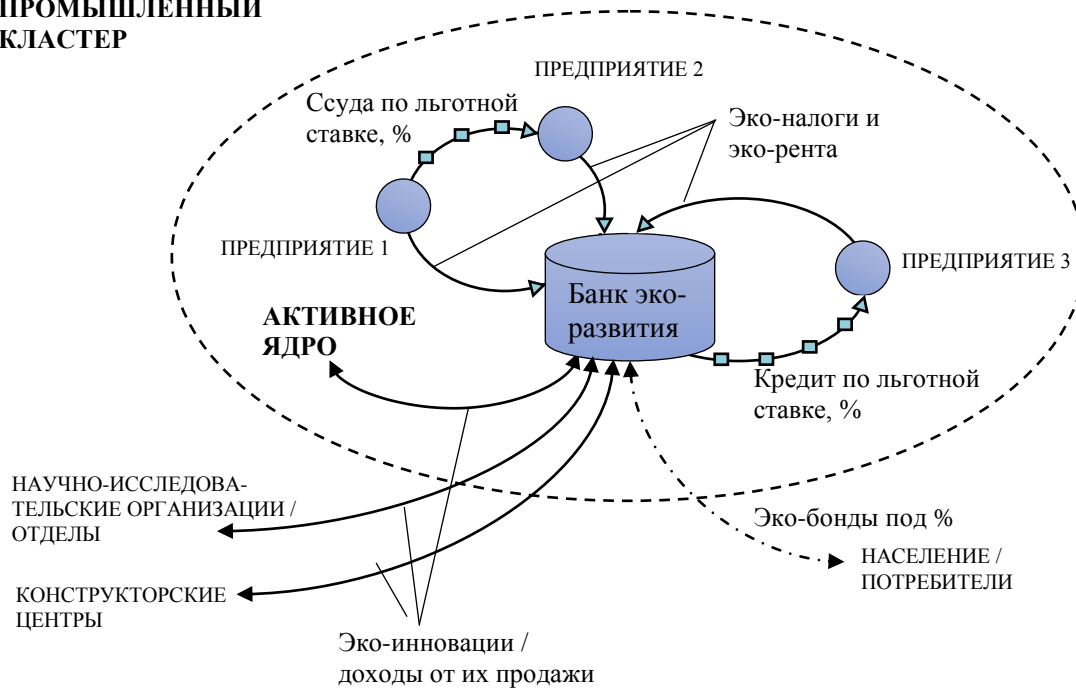 ПРОМЫШЛЕННЫЙ
КЛАСТЕР
ПРЕДПРИЯТИЕ 2
Ссуда по льготной
ставке, %
Эко-налоги и
эко-рента
ПРЕДПРИЯТИЕ 1
ПРЕДПРИЯТИЕ 3
Банк эко-
развития
АКТИВНОЕ
ЯДРО
Кредит по льготной
ставке, %
НАУЧНО-ИССЛЕДОВА-
ТЕЛЬСКИЕ ОРГАНИЗАЦИИ /
ОТДЕЛЫ
Эко-бонды под %
НАСЕЛЕНИЕ /
ПОТРЕБИТЕЛИ
КОНСТРУКТОРСКИЕ
ЦЕНТРЫ
Эко-инновации /
доходы от их продажи